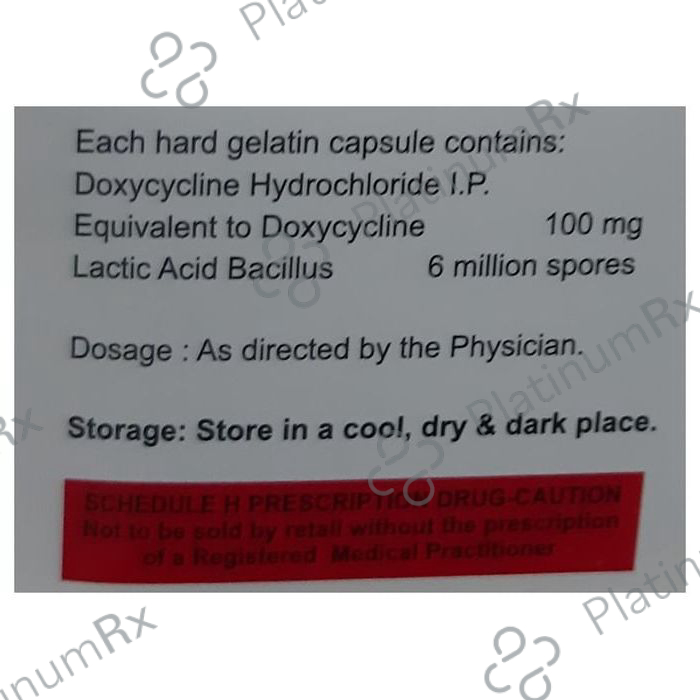 Each hard gelatin capsule contains:
Doxycycline Hydrochloride I.P.
Equivalent to Doxycycline 100 mg
Lactic Acid Bacillus 6 million spores
Dosage : As directed by the Physician.
Storage: Store in a cool, dry & dark place.
SCHEDULE H PRESCRIPTION DRUG-CAUTION
Not to be sold by retail without the prescription
of a Registered Medical Practitioner
PlatinumRx
PlatinumRx
PlatinumRx